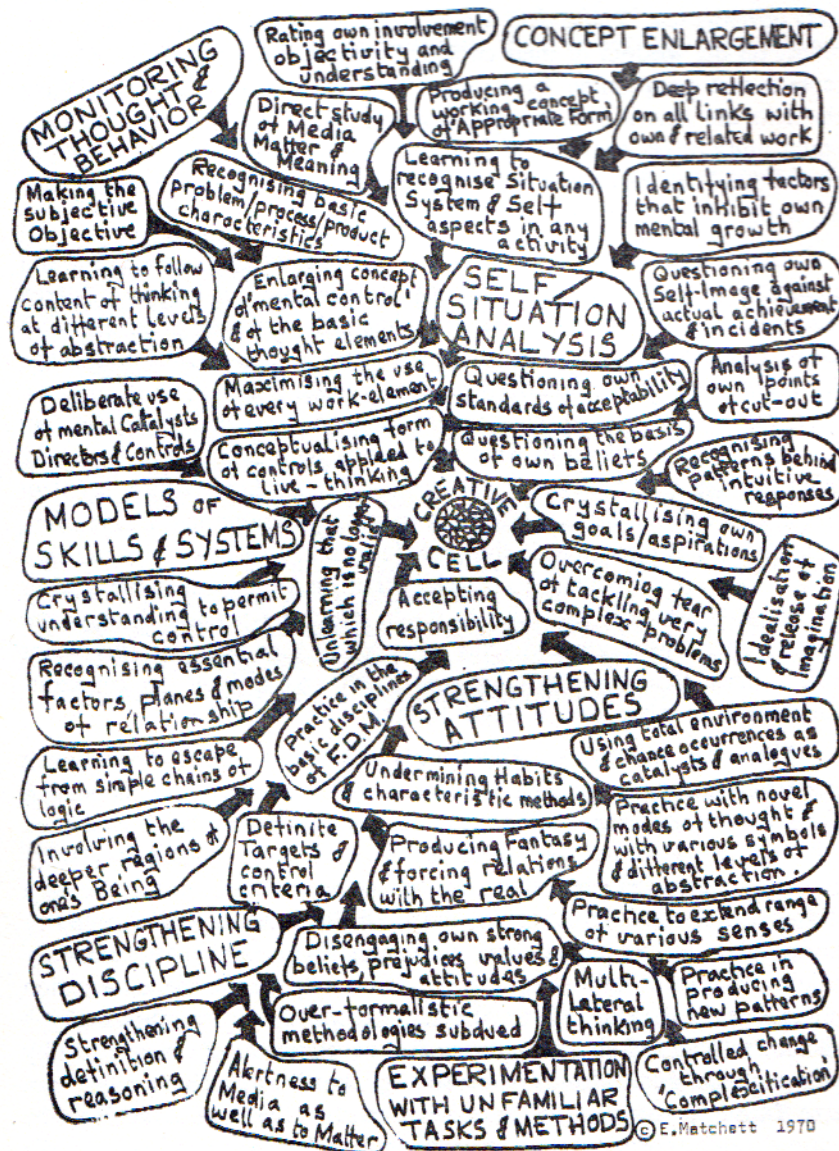 Rating own involvement
objectivity and
understanding
CONCEPT ENLARGEMENT
MONITORING
THOUGHT &
BEHAVIOR
Direct study
of Media
Matter &
Meaning
Producing a
working concept
of 'Appropriate Form'
Deep reflection
on all links with
own & related work
Making the
Subjective
Objective
Recognising basic
problem/process/product
characteristics
Learning to
recognise Situation
System & Self
aspects in any
activity
Identifying factors
that inhibit own
mental growth
Learning to follow
content of thinking
at different levels
of abstraction
Enlarging concept
of 'mental control'
& of the basic
thought elements
SELF/
SITUATION
ANALYSIS
Questioning own
Self-Image against
actual achievement
& incidents
Deliberate use
of mental Catalysts
Directors & Controls
Maximising the use
of every work-element
Questioning own
standards of acceptability
Analysis of
own points
of cut-out
Conceptualising form
of controls applied to
live-thinking
Questioning the basis
of own beliefs
Recognising
patterns behind
intuitive
responses
MODELS OF
SKILLS & SYSTEMS
Unlearning that
which is no longer
valid
CREATIVE
CELL
Crystallising own
goals/aspirations
Crystallising
understanding to permit
control
Accepting
responsibility
Overcoming fear
of tackling very
complex problems
Idealisation
& release of
Imagination
Recognising essential
factors planes & modes
of relationship
Practice in the
basic disciplines
of F.D.M.
STRENGTHENING
ATTITUDES
Learning to escape
from simple chains of
logic
Undermining Habits
& characteristic methods
Using total environment
& chance occurrences as
catalysts & analogues
Involving the
deeper regions of
one's Being
Definite
Targets &
control
criteria
Producing Fantasy
& forcing relations
with the real
Practice with novel
modes of thought &
with various symbols
& different levels of
abstraction.
STRENGTHENING
DISCIPLINE
Disengaging own strong
beliefs, prejudices, values &
attitudes
Practice to extend range
of various senses
Over-formalistic
methodologies subdued
Multi-
Lateral
thinking
Practice in
producing
new patterns
Strengthening
definition &
reasoning
Alertness to
Media as
well as to Matter
EXPERIMENTATION
WITH UNFAMILIAR
TASKS & METHODS
Controlled change
through
'Complexification'
© E.Matchett 1970